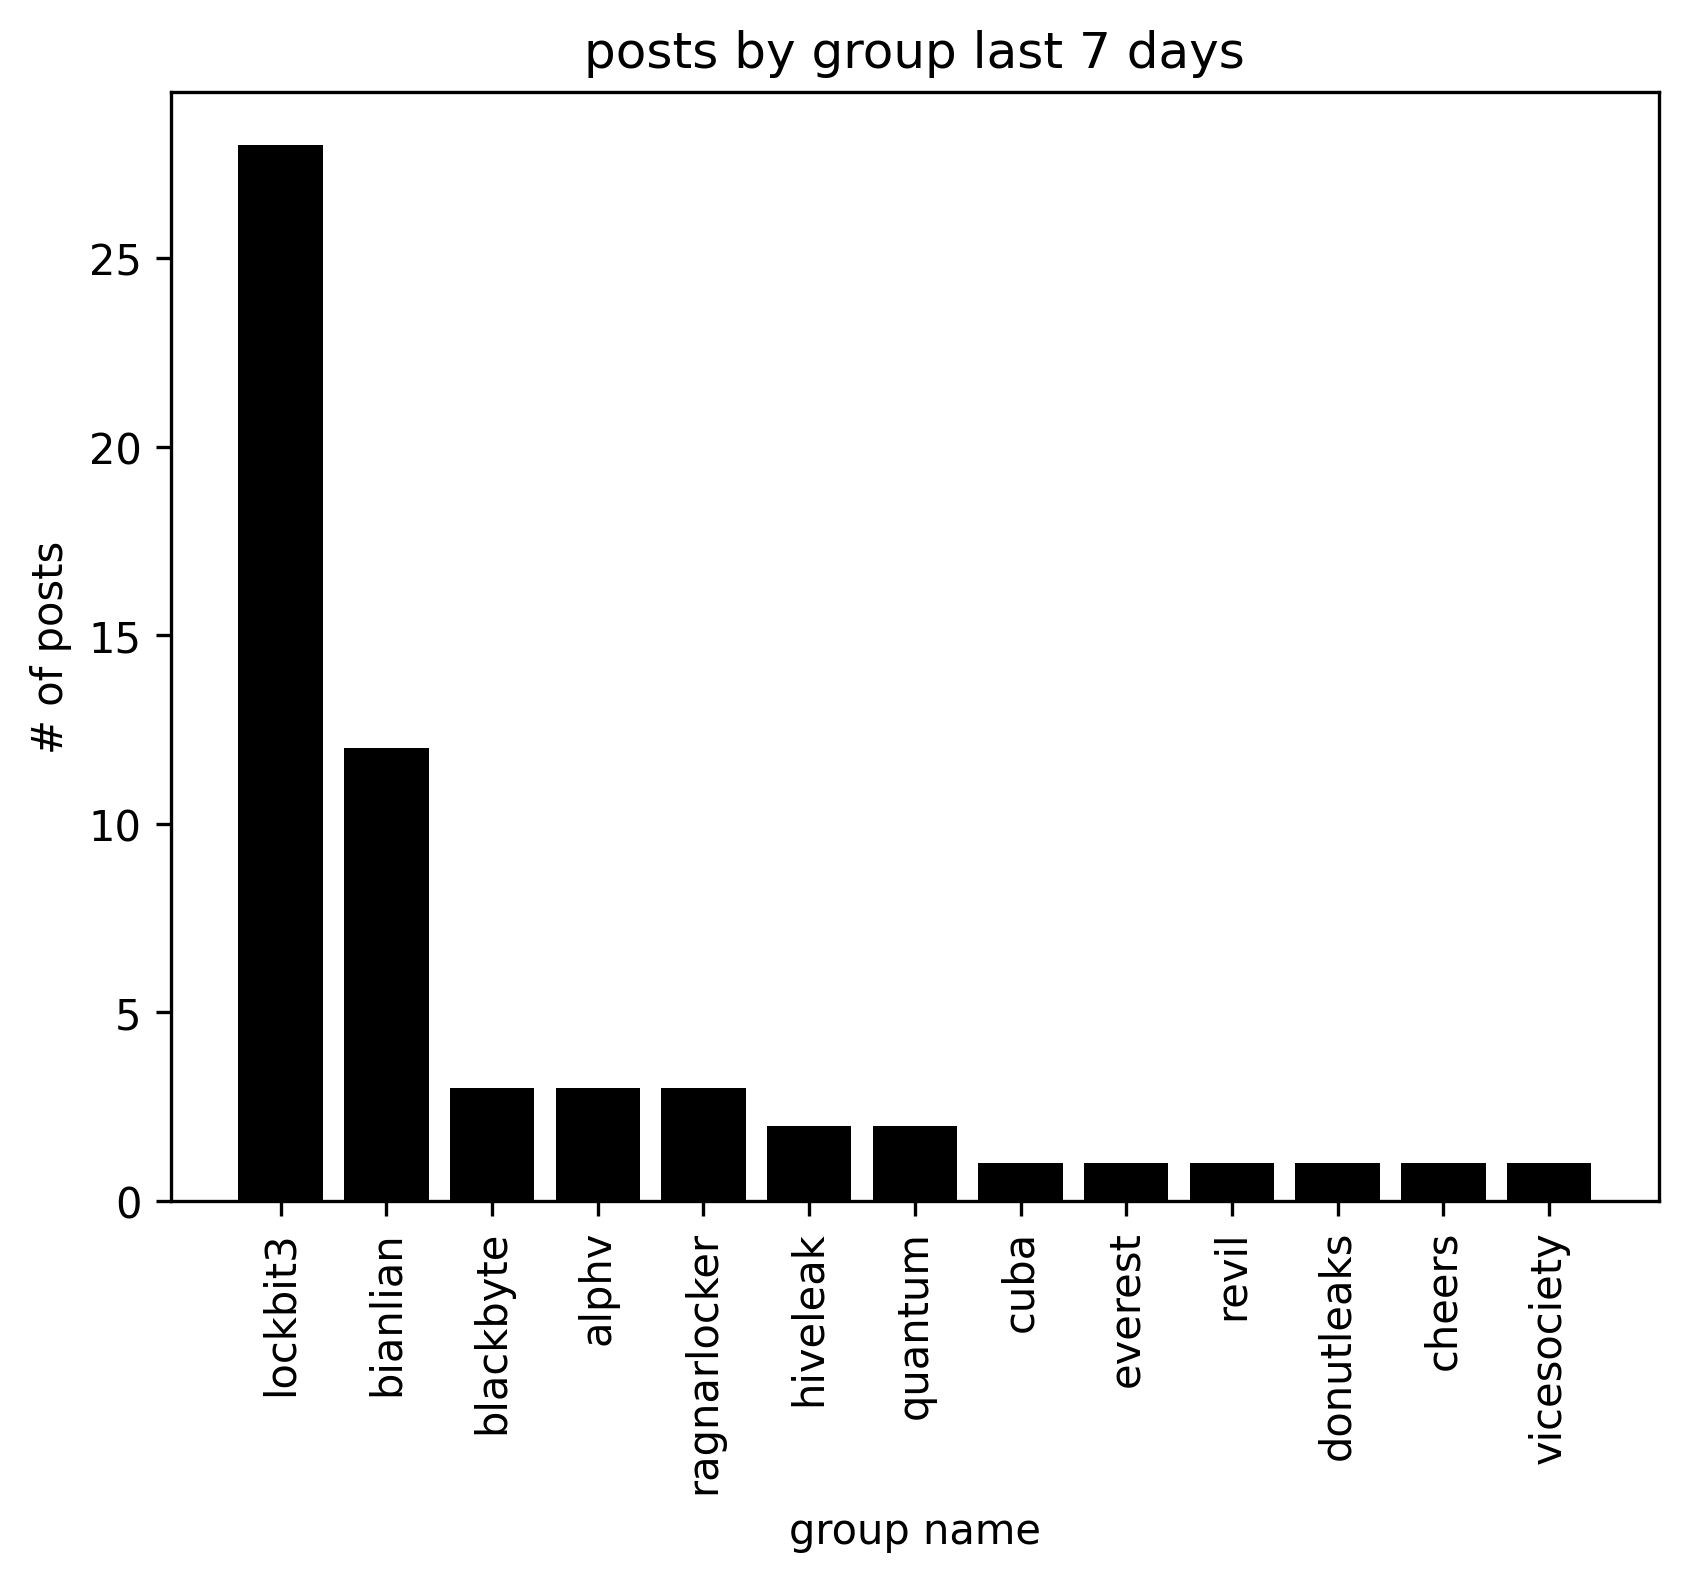 posts by group last 7 days
# of posts
25
20
15
10
5
0
lockbit3
bianlian
blackbyte
alphv
ragnarlocker
hiveleak
quantum
cuba
everest
revil
donutleaks
cheers
vicesociety
group name